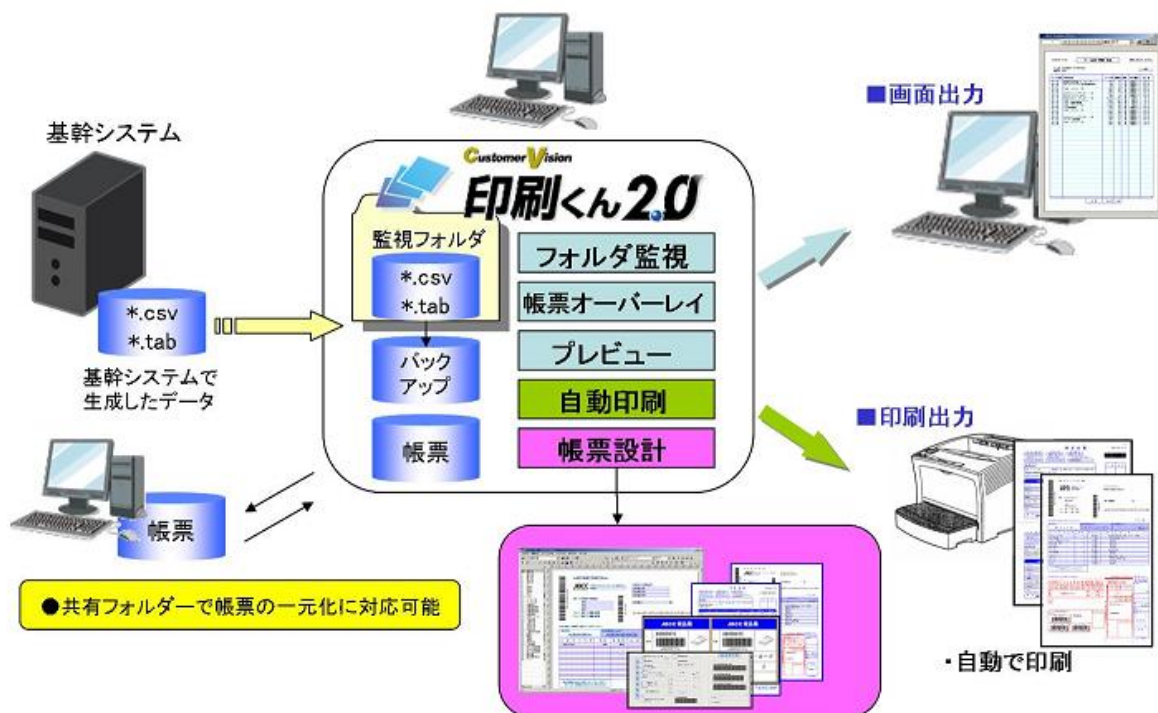 基幹システム
*.csv
*.tab
基幹システムで
生成したデータ
Customer Vision
印刷くん2.0
監視フォルダ
*.csv
*.tab
バック
アップ
帳票
フォルダ監視
帳票オーバーレイ
プレビュー
自動印刷
帳票設計
■画面出力
■印刷出力
・自動で印刷
帳票
●共有フォルダーで帳票の一元化に対応可能